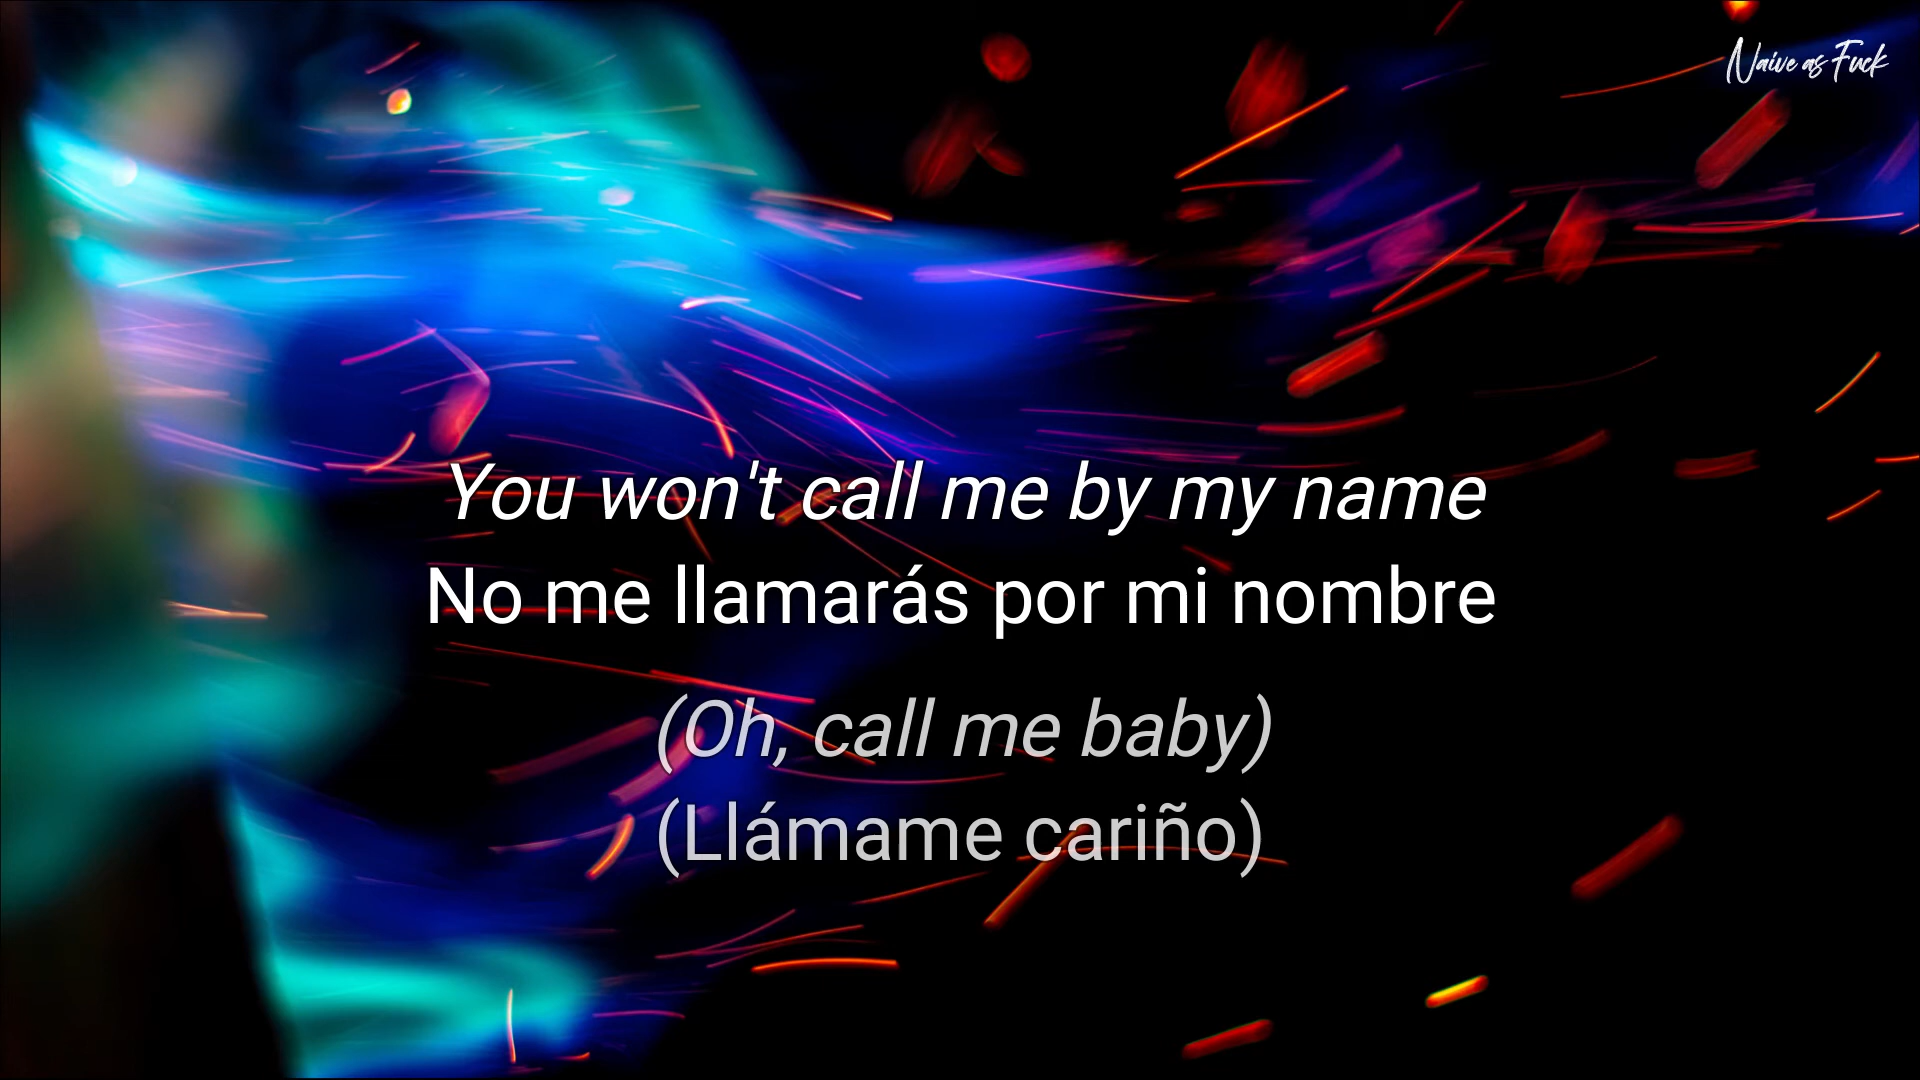 Naive as Fuck
You won't call me by my name
No me llamarás por mi nombre
(Oh, call me baby)
(Llámame cariño)